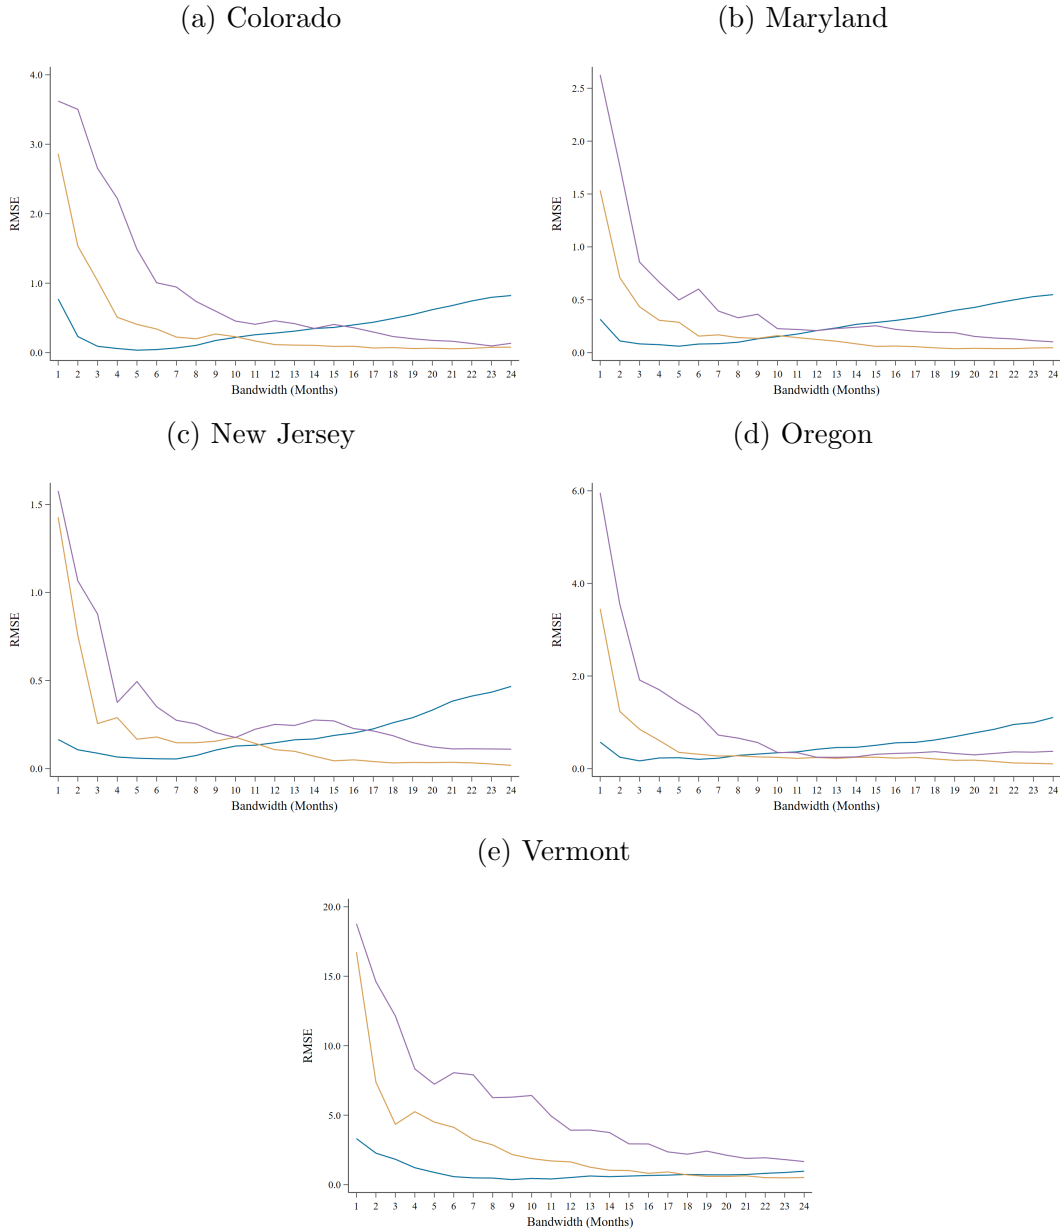 (a) Colorado
4.0
3.0
2.0
1.0
0.0
RMSE
1 2 3 4 5 6 7 8 9 10 11 12 13 14 15 16 17 18 19 20 21 22 23 24
Bandwidth (Months)
(b) Maryland
2.5
2.0
1.5
1.0
0.5
0.0
RMSE
1 2 3 4 5 6 7 8 9 10 11 12 13 14 15 16 17 18 19 20 21 22 23 24
Bandwidth (Months)
(c) New Jersey
1.5
1.0
0.5
0.0
RMSE
1 2 3 4 5 6 7 8 9 10 11 12 13 14 15 16 17 18 19 20 21 22 23 24
Bandwidth (Months)
(d) Oregon
6.0
4.0
2.0
0.0
RMSE
1 2 3 4 5 6 7 8 9 10 11 12 13 14 15 16 17 18 19 20 21 22 23 24
Bandwidth (Months)
(e) Vermont
20.0
15.0
10.0
5.0
0.0
RMSE
1 2 3 4 5 6 7 8 9 10 11 12 13 14 15 16 17 18 19 20 21 22 23 24
Bandwidth (Months)